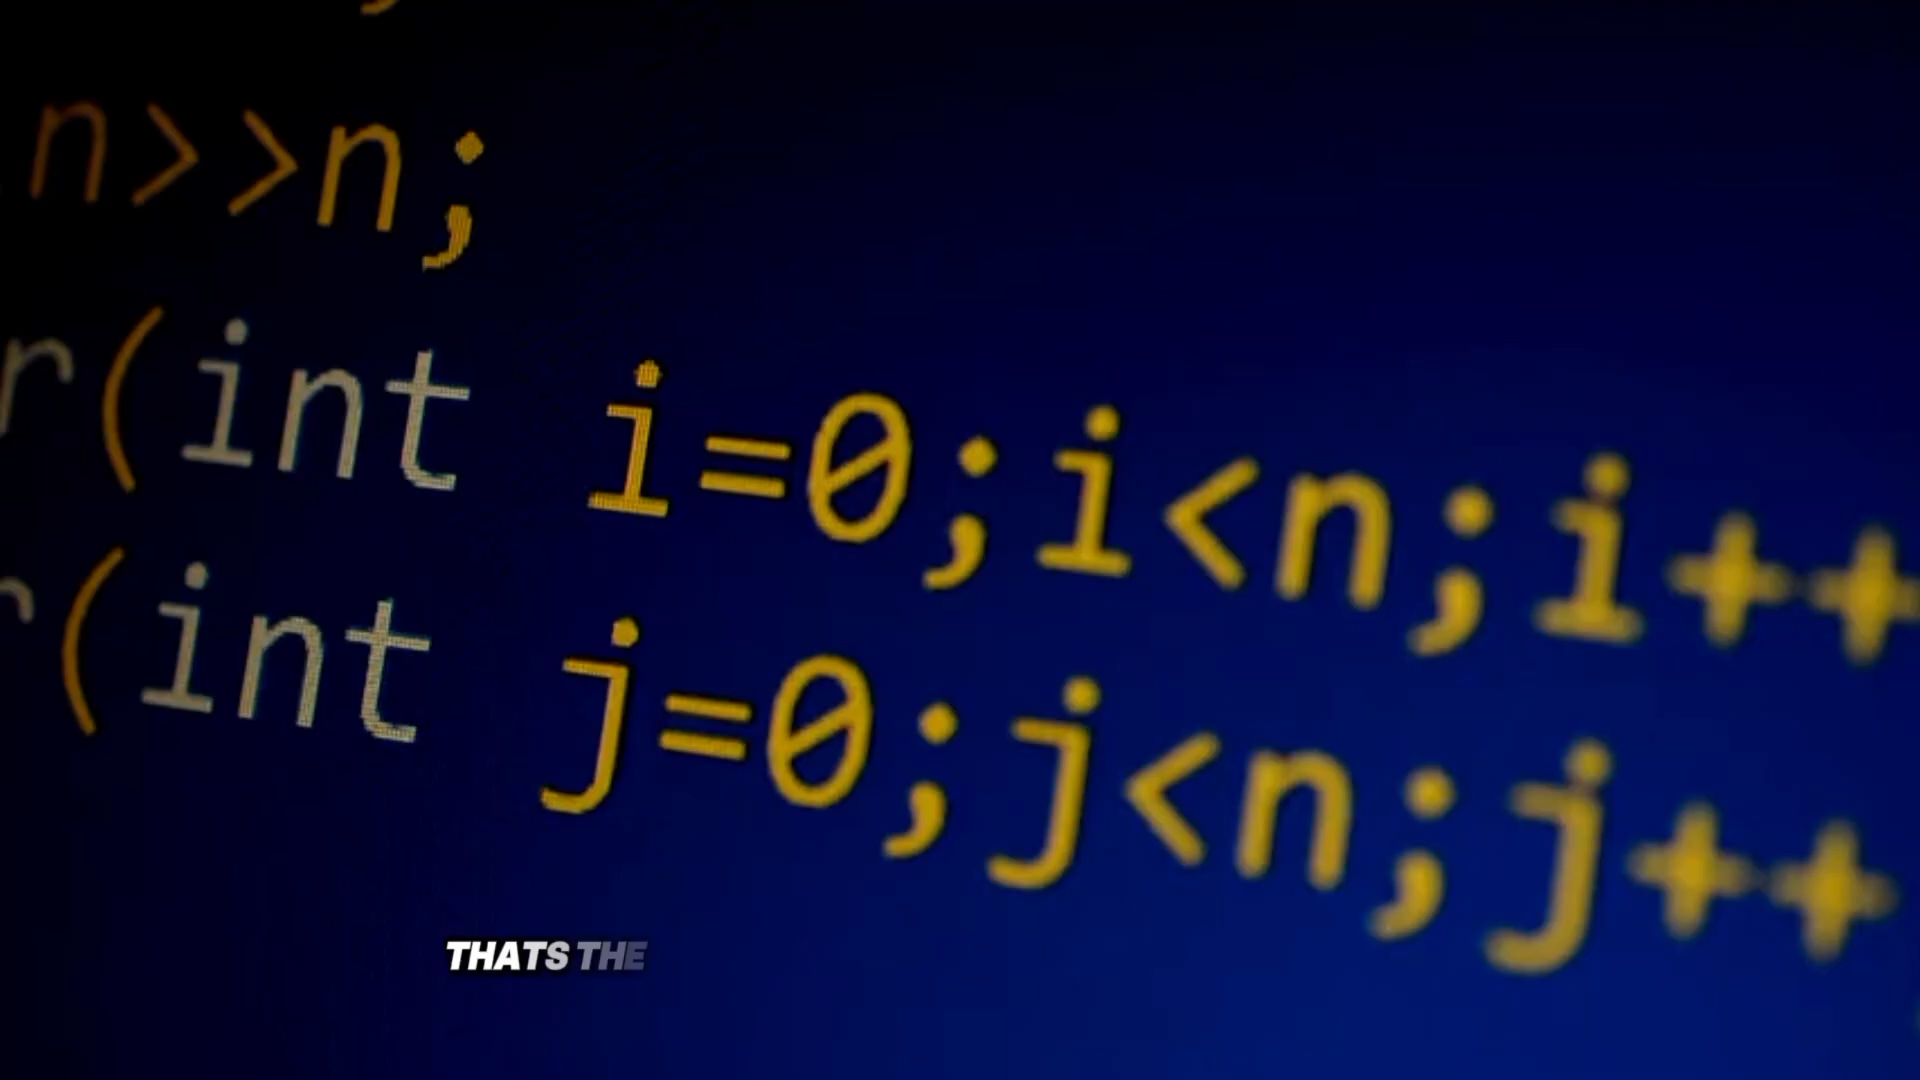 n>>n;
r(int i=0;i<n;i++
r(int j=0;j<n;j++
THATS THE